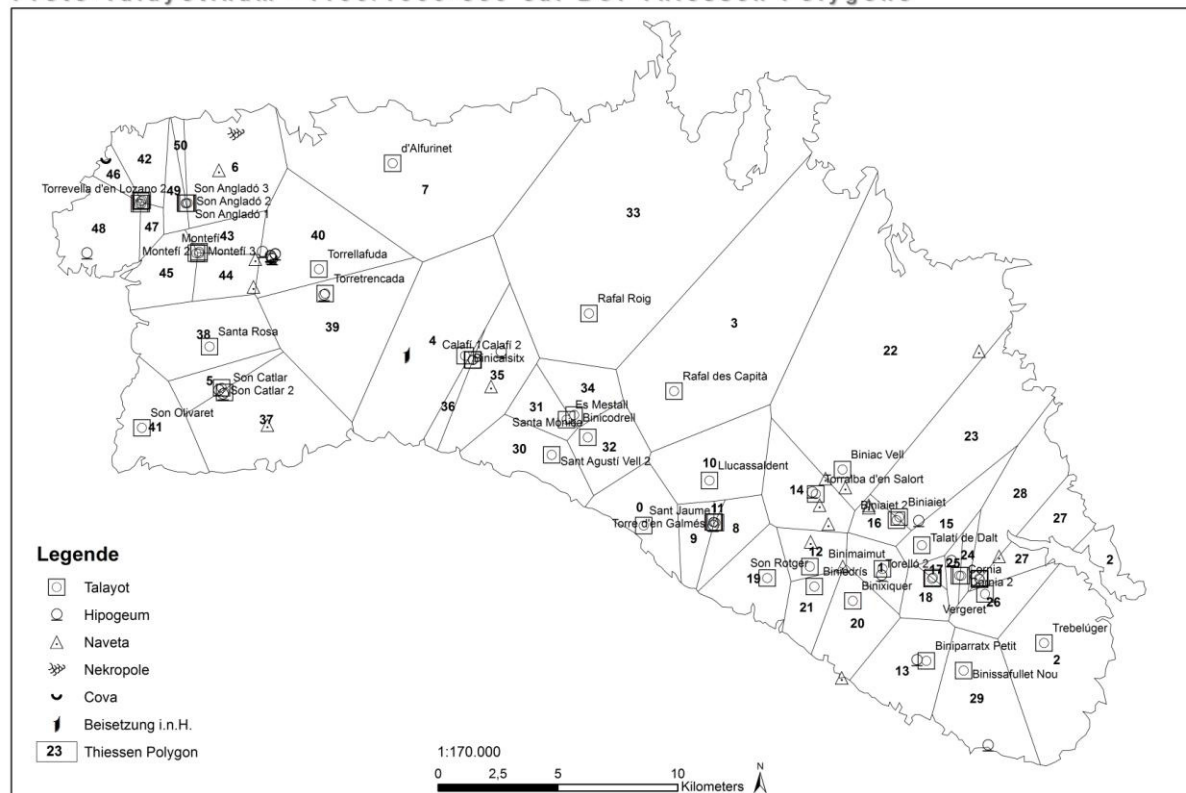 42
50
6
46
d'Alfurinet
7
Torrevella d'en Lozano 2
49
Son Angladó 3
Son Angladó 2
Son Angladó 1
33
48
47
43
40
Montefí
Montefí 2
Montefí 3
45
44
Torrellafuda
Torretrencada
39
Rafal Roig
3
22
38
Santa Rosa
4
Calafí 1
Calafí 2
Binicalsitx
35
5
Son Catlar
Son Catlar 2
34
Rafal des Capità
36
31
Es Mestall
Santa Mònica
Binicodrell
Son Olivaret
41
37
30
32
23
Sant Agustí Vell 2
10
Llucassaldent
Biniac Vell
14
Torralba d'en Salort
28
0
Sant Jaume
11
Torre d'en Galmés
8
9
Biniaiet 2
Biniaiet
16
15
27
Talatí de Dalt
24
27
2
12
Binimaimut
1
Torelló 2
17
25
Cornia
Cornia 2
Son Rotger
19
Biniedrís
Binixiquer
18
26
21
20
Vergeret
Biniparratx Petit
13
Trebelúger
2
Binissafullet Nou
29
Legende
Talayot
Hipogeum
Naveta
Nekropole
Cova
Beisetzung i.n.H.
23 Thiessen Polygon
1:170.000
0 2,5 5 10
Kilometers
N